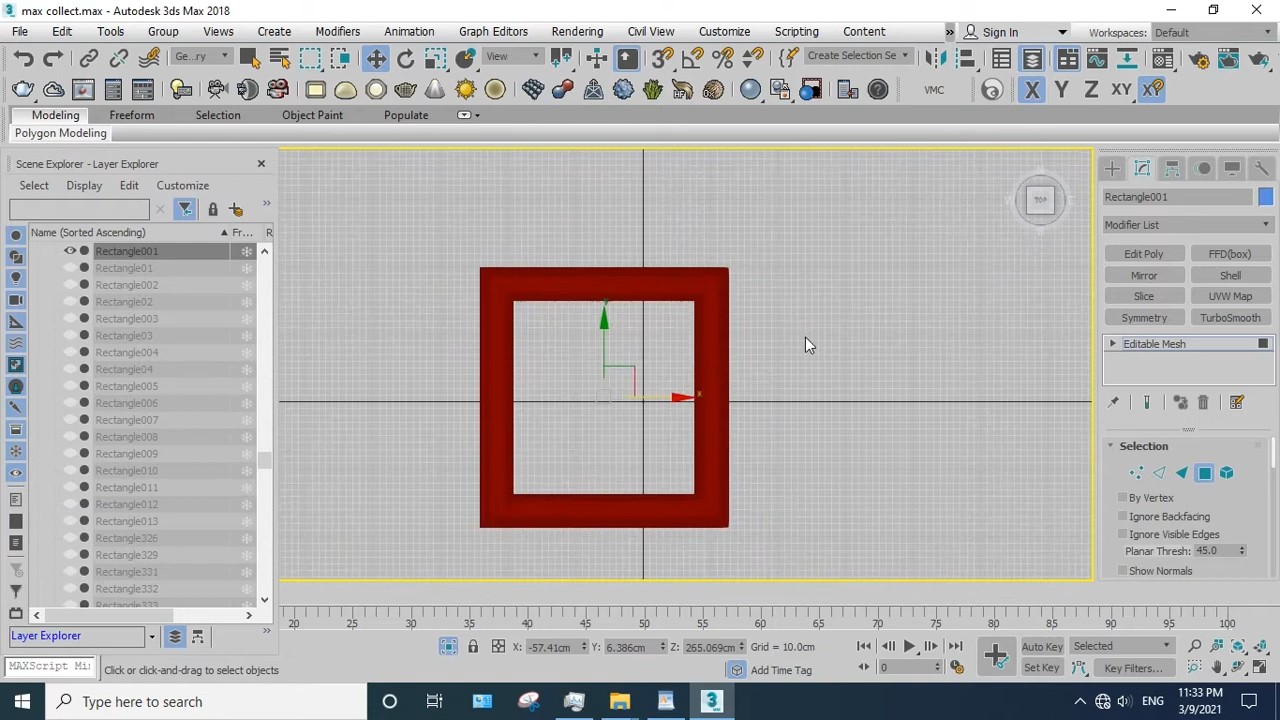 max collect.max - Autodesk 3ds Max 2018
File Edit Tools Group Views Create Modifiers Animation Graph Editors Rendering Civil View Customize Scripting Content » Sign In Workspaces: Default
Ge...ry View Create Selection Se
VMC X Y Z XY
Modeling Freeform Selection Object Paint Populate
Polygon Modeling
Scene Explorer - Layer Explorer
Select Display Edit Customize
Name (Sorted Ascending) Fr... R
Rectangle001
Rectangle01
Rectangle002
Rectangle02
Rectangle003
Rectangle03
Rectangle004
Rectangle04
Rectangle005
Rectangle006
Rectangle007
Rectangle008
Rectangle009
Rectangle010
Rectangle011
Rectangle012
Rectangle013
Rectangle326
Rectangle329
Rectangle331
Rectangle332
Rectangle333
Layer Explorer
TOP
x
Rectangle001
Modifier List
Edit Poly FFD(box)
Mirror Shell
Slice UVW Map
Symmetry TurboSmooth
Editable Mesh
Selection
By Vertex
Ignore Backfacing
Ignore Visible Edges
Planar Thresh: 45.0
Show Normals
20 25 30 35 40 45 50 55 60 65 70 75 80 85 90 95 100
X: -57.41cm Y: 6.386cm Z: 265.069cm Grid = 10.0cm
Auto Key Selected
MAXScript Mi
Click or click-and-drag to select objects
Add Time Tag
0
Set Key Key Filters...
Type here to search
ENG
11:33 PM
3/9/2021